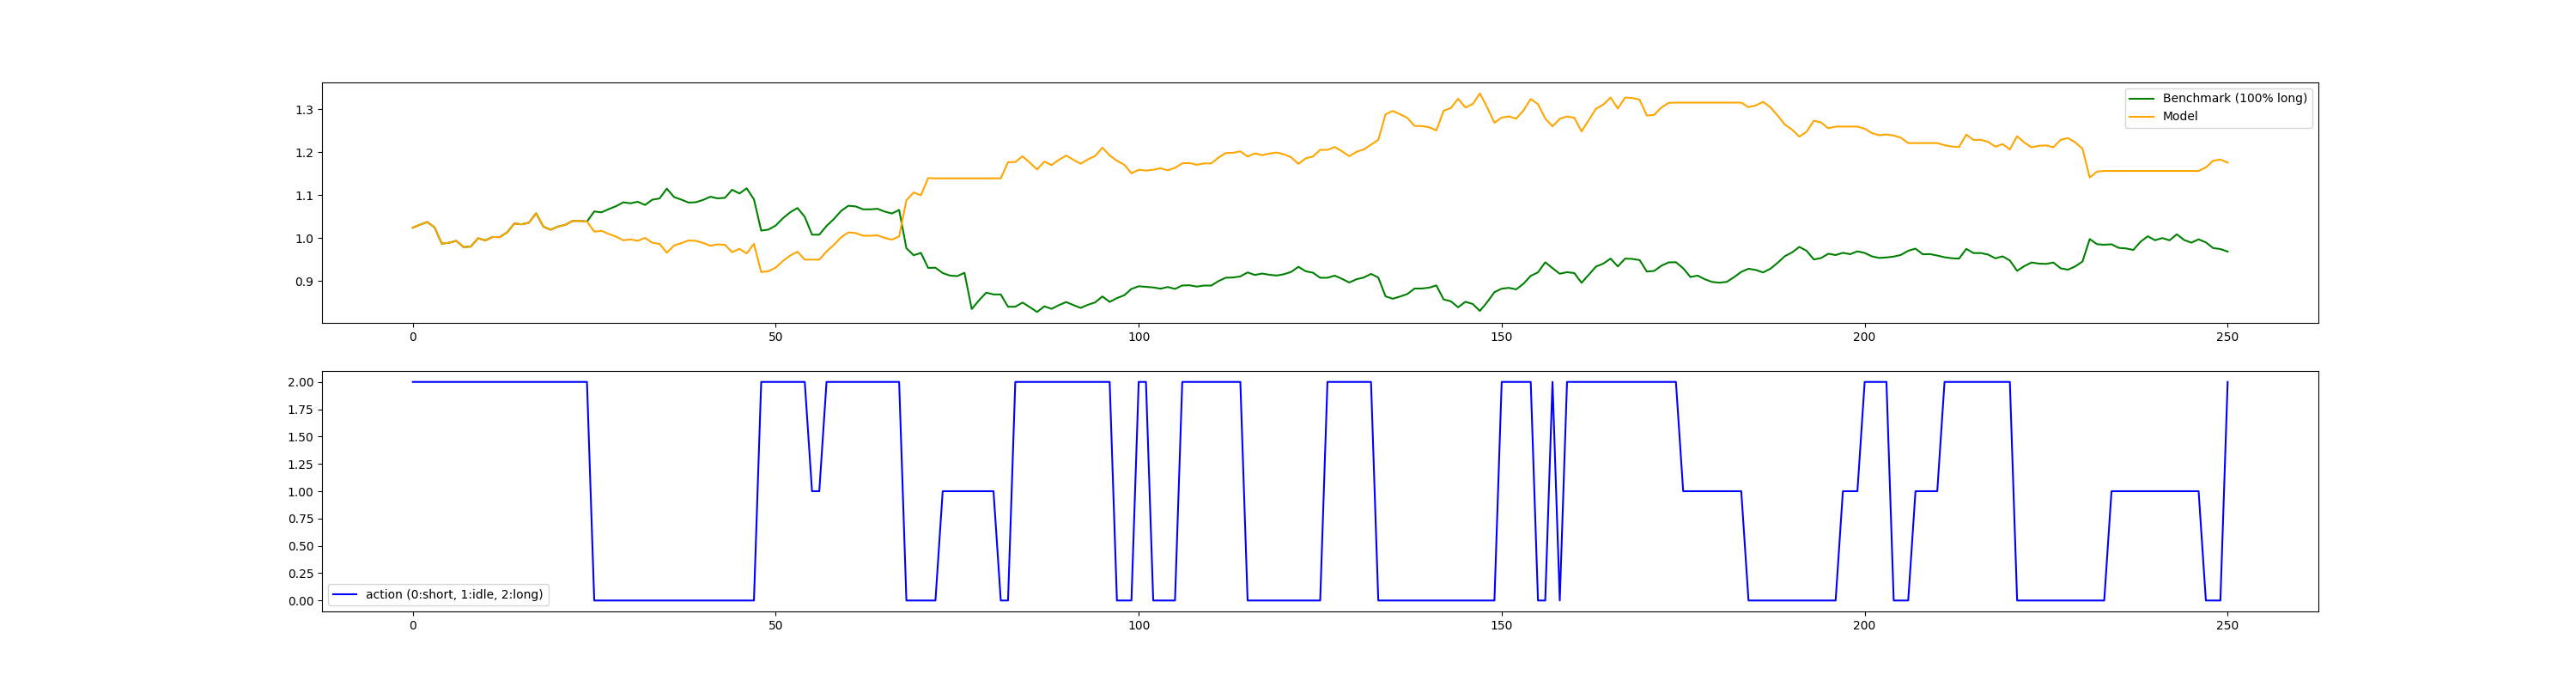 1.3
1.2
1.1
1.0
0.9
Benchmark (100% long)
Model
0 50 100 150 200 250
2.00
1.75
1.50
1.25
1.00
0.75
0.50
0.25
0.00
action (0:short, 1:idle, 2:long)
0 50 100 150 200 250